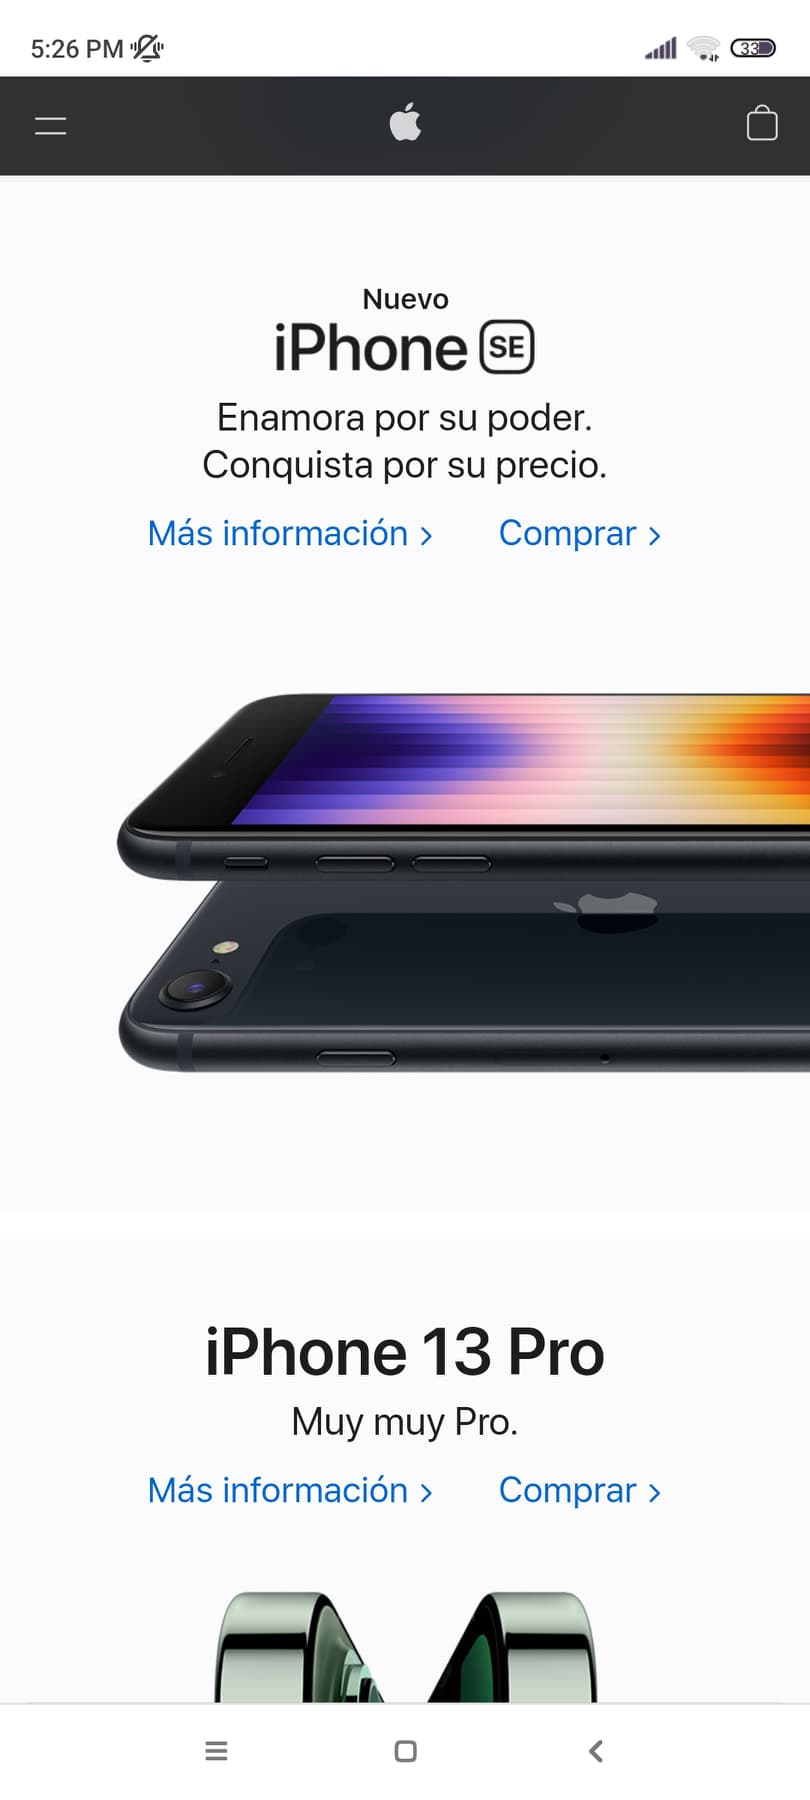 5:26 PM
33
Nuevo
iPhone SE
Enamora por su poder.
Conquista por su precio.
Más información >
Comprar >
iPhone 13 Pro
Muy muy Pro.
Más información >
Comprar >